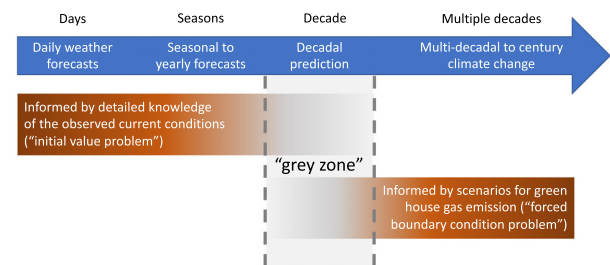 Days Seasons Decade Multiple decades
Daily weather Seasonal to Decadal Multi-decadal to century
forecasts yearly forecasts prediction climate change
Informed by detailed knowledge
of the observed current conditions
(“initial value problem”)
“grey zone”
Informed by scenarios for green
house gas emission (“forced
boundary condition problem”)